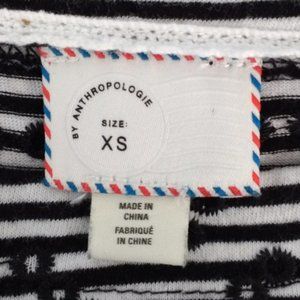 BY ANTHROPOLOGIE
SIZE:
XS
MADE IN
CHINA
FABRIQUÉ
EN CHINE